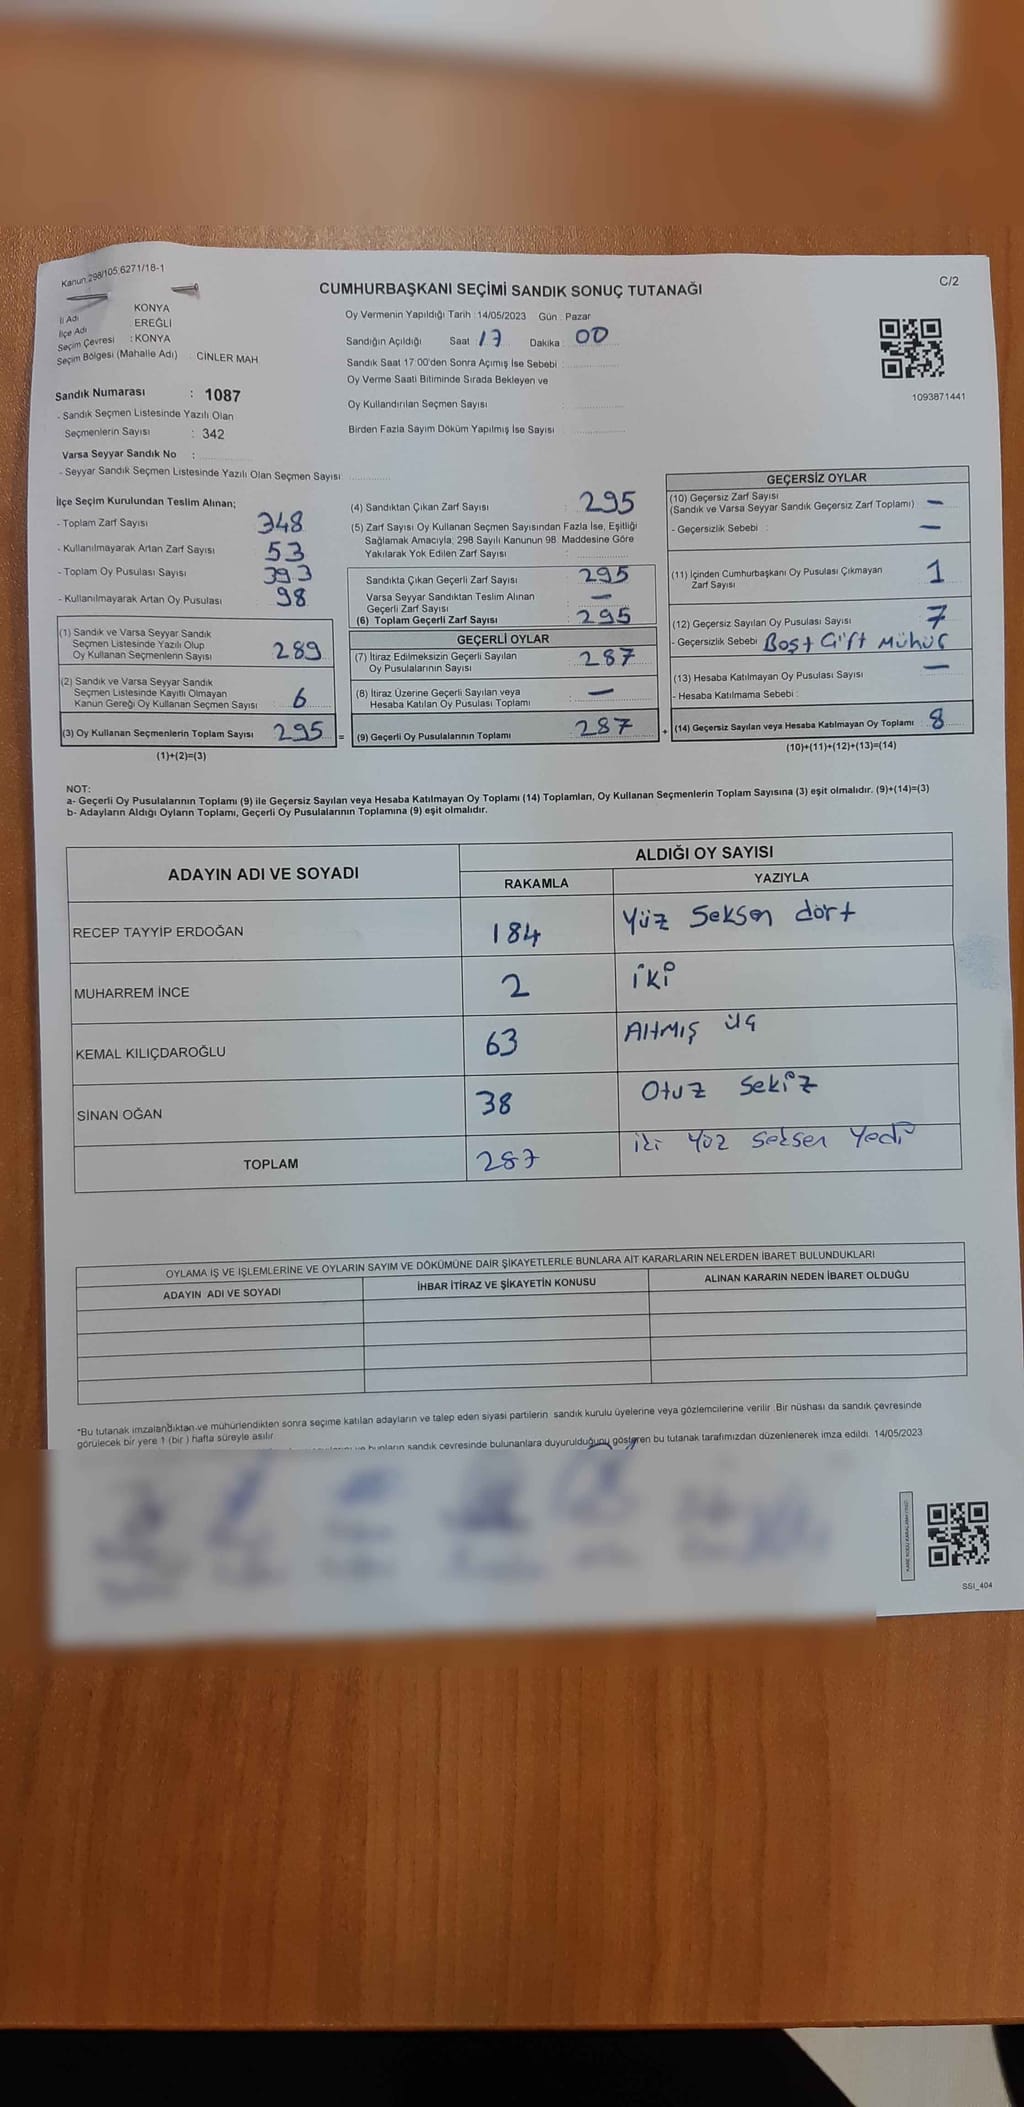 Kanun:298/105.6271/18-1
CUMHURBAŞKANI SEÇİMİ SANDIK SONUÇ TUTANAĞI
C/2
İl Adı KONYA
İlçe Adı EREĞLİ
Seçim Çevresi : KONYA
Seçim Bölgesi (Mahalle Adı) CİNLER MAH.
Sandık Numarası : 1087
- Sandık Seçmen Listesinde Yazılı Olan
Seçmenlerin Sayısı : 342
Varsa Seyyar Sandık No :
- Seyyar Sandık Seçmen Listesinde Yazılı Olan Seçmen Sayısı:
Oy Vermenin Yapıldığı Tarih :14/05/2023 Gün : Pazar
Sandığın Açıldığı Saat 17 Dakika : 00
Sandık Saat 17:00'den Sonra Açımış İse Sebebi :
Oy Verme Saati Bitiminde Sırada Bekleyen ve
Oy Kullandırılan Seçmen Sayısı :
Birden Fazla Sayım Döküm Yapılmış İse Sayısı :
1093871441
İlçe Seçim Kurulundan Teslim Alınan;
- Toplam Zarf Sayısı 348
- Kullanılmayarak Artan Zarf Sayısı 53
- Toplam Oy Pusulası Sayısı 393
- Kullanılmayarak Artan Oy Pusulası 98
(1) Sandık ve Varsa Seyyar Sandık
Seçmen Listesinde Yazılı Olup
Oy Kullanan Seçmenlerin Sayısı : 289
(2) Sandık ve Varsa Seyyar Sandık
Seçmen Listesinde Kayıtlı Olmayan
Kanun Gereği Oy Kullanan Seçmen Sayısı : 6
(3) Oy Kullanan Seçmenlerin Toplam Sayısı : 295 =
(1)+(2)=(3)
(4) Sandıktan Çıkan Zarf Sayısı : 295
(5) Zarf Sayısı Oy Kullanan Seçmen Sayısından Fazla İse, Eşitliği
Sağlamak Amacıyla; 298 Sayılı Kanunun 98. Maddesine Göre
Yakılarak Yok Edilen Zarf Sayısı :
Sandıkta Çıkan Geçerli Zarf Sayısı : 295
Varsa Seyyar Sandıktan Teslim Alınan
Geçerli Zarf Sayısı : —
(6) Toplam Geçerli Zarf Sayısı : 295
GEÇERLİ OYLAR
(7) İtiraz Edilmeksizin Geçerli Sayılan
Oy Pusulalarının Sayısı : 287
(8) İtiraz Üzerine Geçerli Sayılan veya
Hesaba Katılan Oy Pusulası Toplamı : —
(9) Geçerli Oy Pusulalarının Toplamı : 287 +
GEÇERSİZ OYLAR
(10) Geçersiz Zarf Sayısı
(Sandık ve Varsa Seyyar Sandık Geçersiz Zarf Toplamı) : —
- Geçersizlik Sebebi : —
(11) İçinden Cumhurbaşkanı Oy Pusulası Çıkmayan
Zarf Sayısı : 1
(12) Geçersiz Sayılan Oy Pusulası Sayısı : 7
- Geçersizlik Sebebi : Boş + Çift Mühür
(13) Hesaba Katılmayan Oy Pusulası Sayısı : —
- Hesaba Katılmama Sebebi :
(14) Geçersiz Sayılan veya Hesaba Katılmayan Oy Toplamı : 8
(10)+(11)+(12)+(13)=(14)
NOT:
a- Geçerli Oy Pusulalarının Toplamı (9) ile Geçersiz Sayılan veya Hesaba Katılmayan Oy Toplamı (14) Toplamları, Oy Kullanan Seçmenlerin Toplam Sayısına (3) eşit olmalıdır. (9)+(14)=(3)
b- Adayların Aldığı Oyların Toplamı, Geçerli Oy Pusulalarının Toplamına (9) eşit olmalıdır.
ADAYIN ADI VE SOYADI ALDIĞI OY SAYISI
RAKAMLA YAZIYLA
RECEP TAYYİP ERDOĞAN 184 Yüz Seksen dört
MUHARREM İNCE 2 iki
KEMAL KILIÇDAROĞLU 63 Altmış üç
SİNAN OĞAN 38 Otuz Sekiz
TOPLAM 287 iki Yüz Seksen Yedi
OYLAMA İŞ VE İŞLEMLERİNE VE OYLARIN SAYIM VE DÖKÜMÜNE DAİR ŞİKAYETLERLE BUNLARA AİT KARARLARIN NELERDEN İBARET BULUNDUKLARI
ADAYIN ADI VE SOYADI İHBAR İTİRAZ VE ŞİKAYETİN KONUSU ALINAN KARARIN NEDEN İBARET OLDUĞU
*Bu tutanak imzalandıktan ve mühürlendikten sonra seçime katılan adayların ve talep eden siyasi partilerin sandık kurulu üyelerine veya gözlemcilerine verilir. Bir nüshası da sandık çevresinde
görülecek bir yere 1 (bir) hafta süreyle asılır.
bunların sandık çevresinde bulunanlara duyurulduğunu gösteren bu tutanak tarafımızdan düzenlenerek imza edildi. 14/05/2023
SSI_404